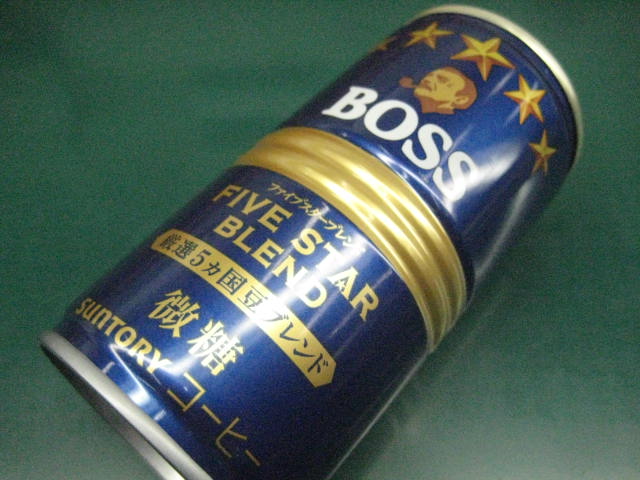 BOSS
ファイブスターブレンド
FIVE STAR
BLEND
厳選5カ国豆ブレンド
微糖
SUNTORY コーヒー